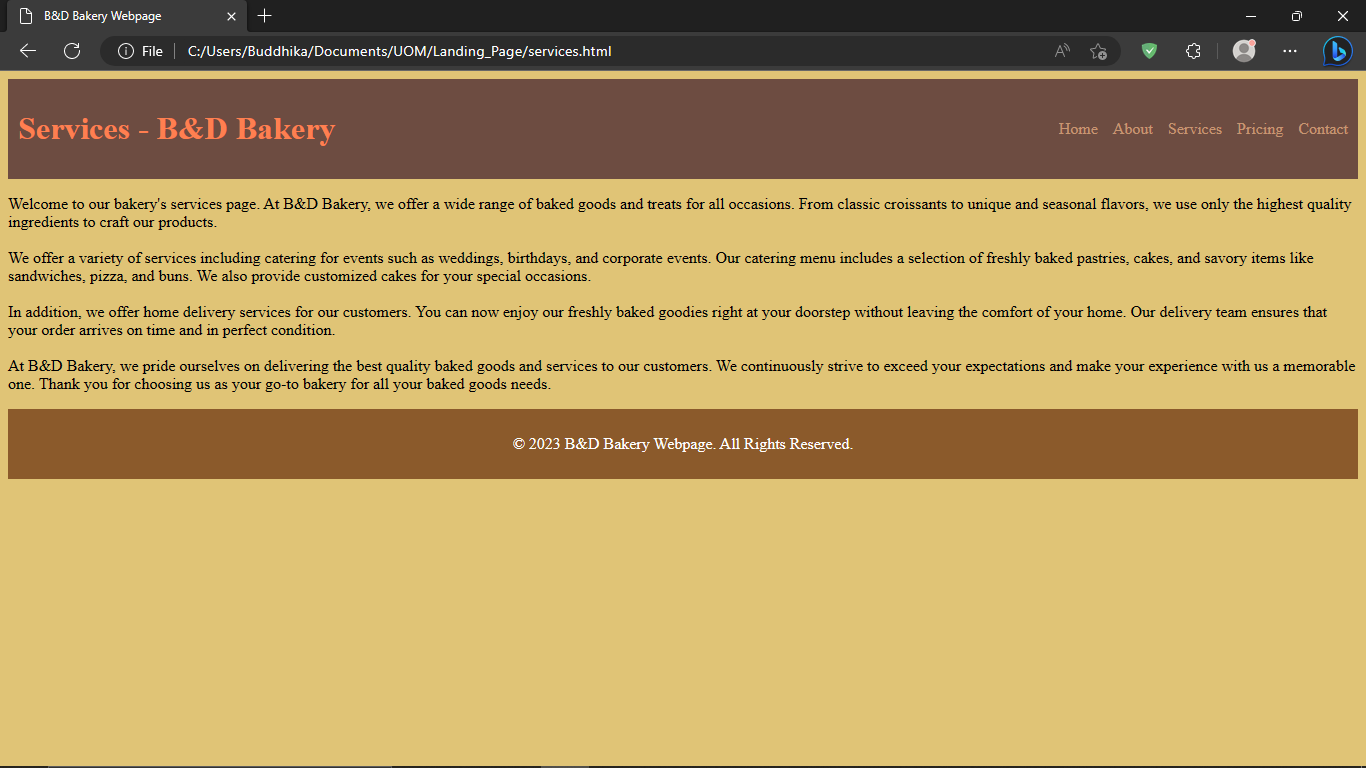 B&D Bakery Webpage
File
C:/Users/Buddhika/Documents/UOM/Landing_Page/services.html
Services - B&D Bakery
Home About Services Pricing Contact
Welcome to our bakery's services page. At B&D Bakery, we offer a wide range of baked goods and treats for all occasions. From classic croissants to unique and seasonal flavors, we use only the highest quality
ingredients to craft our products.
We offer a variety of services including catering for events such as weddings, birthdays, and corporate events. Our catering menu includes a selection of freshly baked pastries, cakes, and savory items like
sandwiches, pizza, and buns. We also provide customized cakes for your special occasions.
In addition, we offer home delivery services for our customers. You can now enjoy our freshly baked goodies right at your doorstep without leaving the comfort of your home. Our delivery team ensures that
your order arrives on time and in perfect condition.
At B&D Bakery, we pride ourselves on delivering the best quality baked goods and services to our customers. We continuously strive to exceed your expectations and make your experience with us a memorable
one. Thank you for choosing us as your go-to bakery for all your baked goods needs.
© 2023 B&D Bakery Webpage. All Rights Reserved.